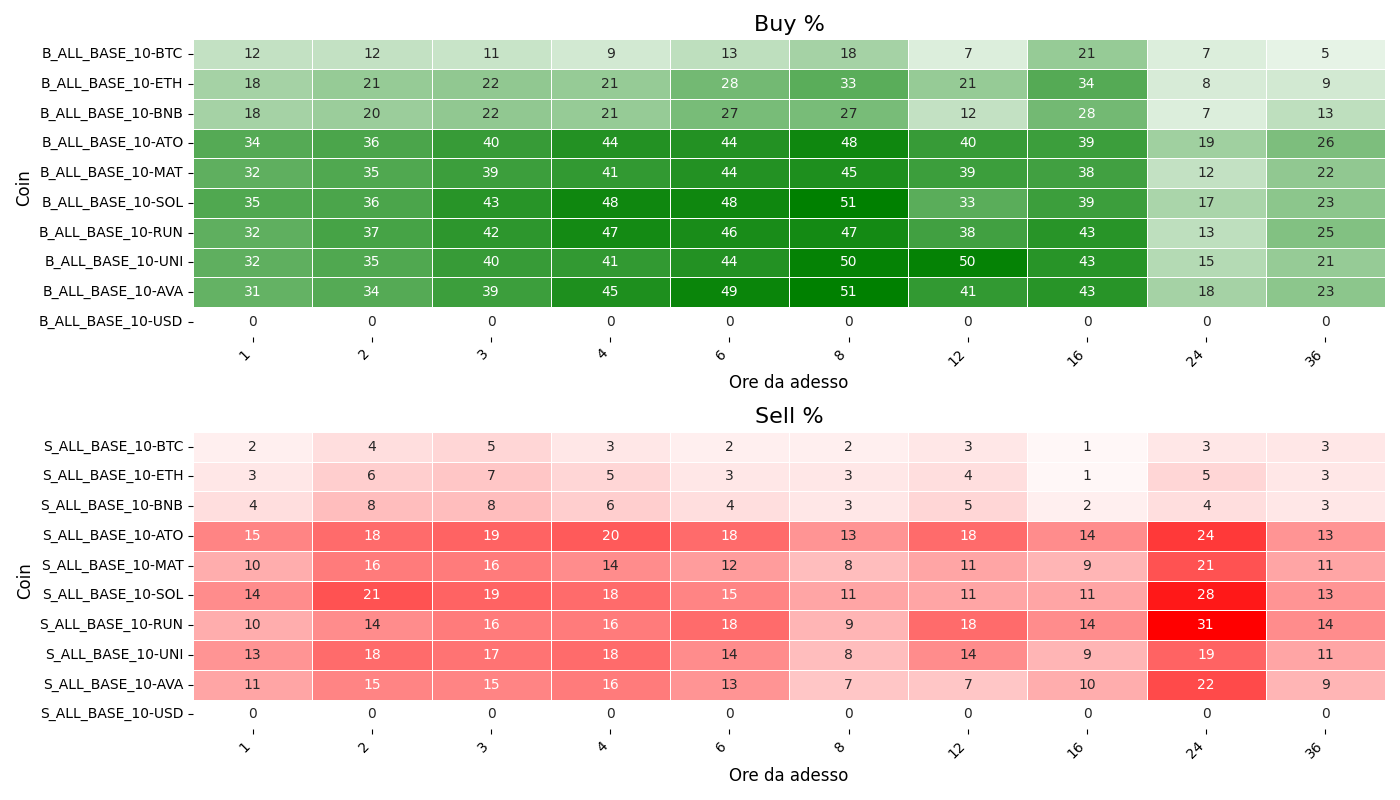 Buy %
Coin
B_ALL_BASE_10-BTC 12 12 11 9 13 18 7 21 7 5
B_ALL_BASE_10-ETH 18 21 22 21 28 33 21 34 8 9
B_ALL_BASE_10-BNB 18 20 22 21 27 27 12 28 7 13
B_ALL_BASE_10-ATO 34 36 40 44 44 48 40 39 19 26
B_ALL_BASE_10-MAT 32 35 39 41 44 45 39 38 12 22
B_ALL_BASE_10-SOL 35 36 43 48 48 51 33 39 17 23
B_ALL_BASE_10-RUN 32 37 42 47 46 47 38 43 13 25
B_ALL_BASE_10-UNI 32 35 40 41 44 50 50 43 15 21
B_ALL_BASE_10-AVA 31 34 39 45 49 51 41 43 18 23
B_ALL_BASE_10-USD 0 0 0 0 0 0 0 0 0 0
1 2 3 4 6 8 12 16 24 36
Ore da adesso
Sell %
Coin
S_ALL_BASE_10-BTC 2 4 5 3 2 2 3 1 3 3
S_ALL_BASE_10-ETH 3 6 7 5 3 3 4 1 5 3
S_ALL_BASE_10-BNB 4 8 8 6 4 3 5 2 4 3
S_ALL_BASE_10-ATO 15 18 19 20 18 13 18 14 24 13
S_ALL_BASE_10-MAT 10 16 16 14 12 8 11 9 21 11
S_ALL_BASE_10-SOL 14 21 19 18 15 11 11 11 28 13
S_ALL_BASE_10-RUN 10 14 16 16 18 9 18 14 31 14
S_ALL_BASE_10-UNI 13 18 17 18 14 8 14 9 19 11
S_ALL_BASE_10-AVA 11 15 15 16 13 7 7 10 22 9
S_ALL_BASE_10-USD 0 0 0 0 0 0 0 0 0 0
1 2 3 4 6 8 12 16 24 36
Ore da adesso